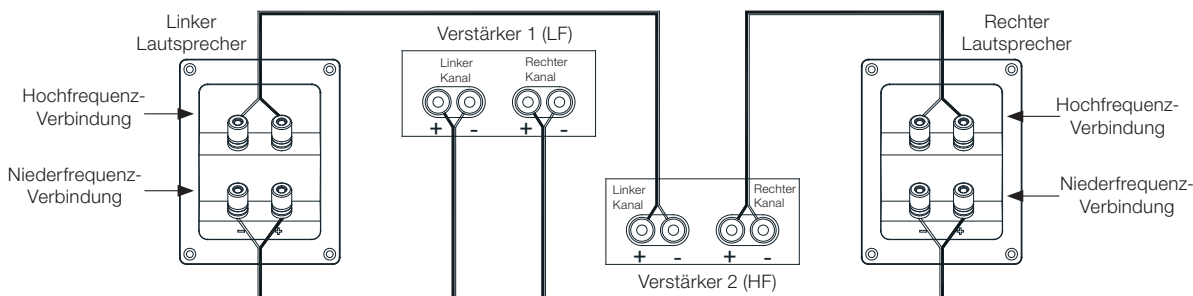 Linker
Lautsprecher
Hochfrequenz-
Verbindung
Niederfrequenz-
Verbindung
- +
Verstärker 1 (LF)
Linker
Kanal
Rechter
Kanal
+ - + -
Linker
Kanal
Rechter
Kanal
+ - + -
Verstärker 2 (HF)
Rechter
Lautsprecher
Hochfrequenz-
Verbindung
Niederfrequenz-
Verbindung
- +